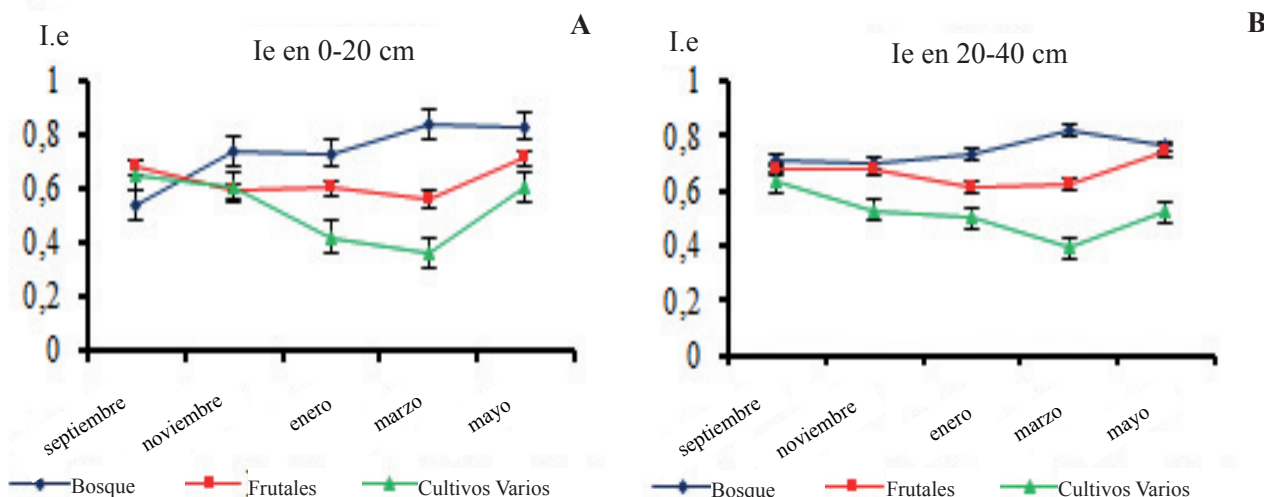 A
I.e
Ie en 0-20 cm
1
0,8
0,6
0,4
0,2
0
septiembre
noviembre
enero
marzo
mayo
Bosque
Frutales
Cultivos Varios
B
I.e
Ie en 20-40 cm
1
0,8
0,6
0,4
0,2
0
septiembre
noviembre
enero
marzo
mayo
Bosque
Frutales
Cultivos Varios